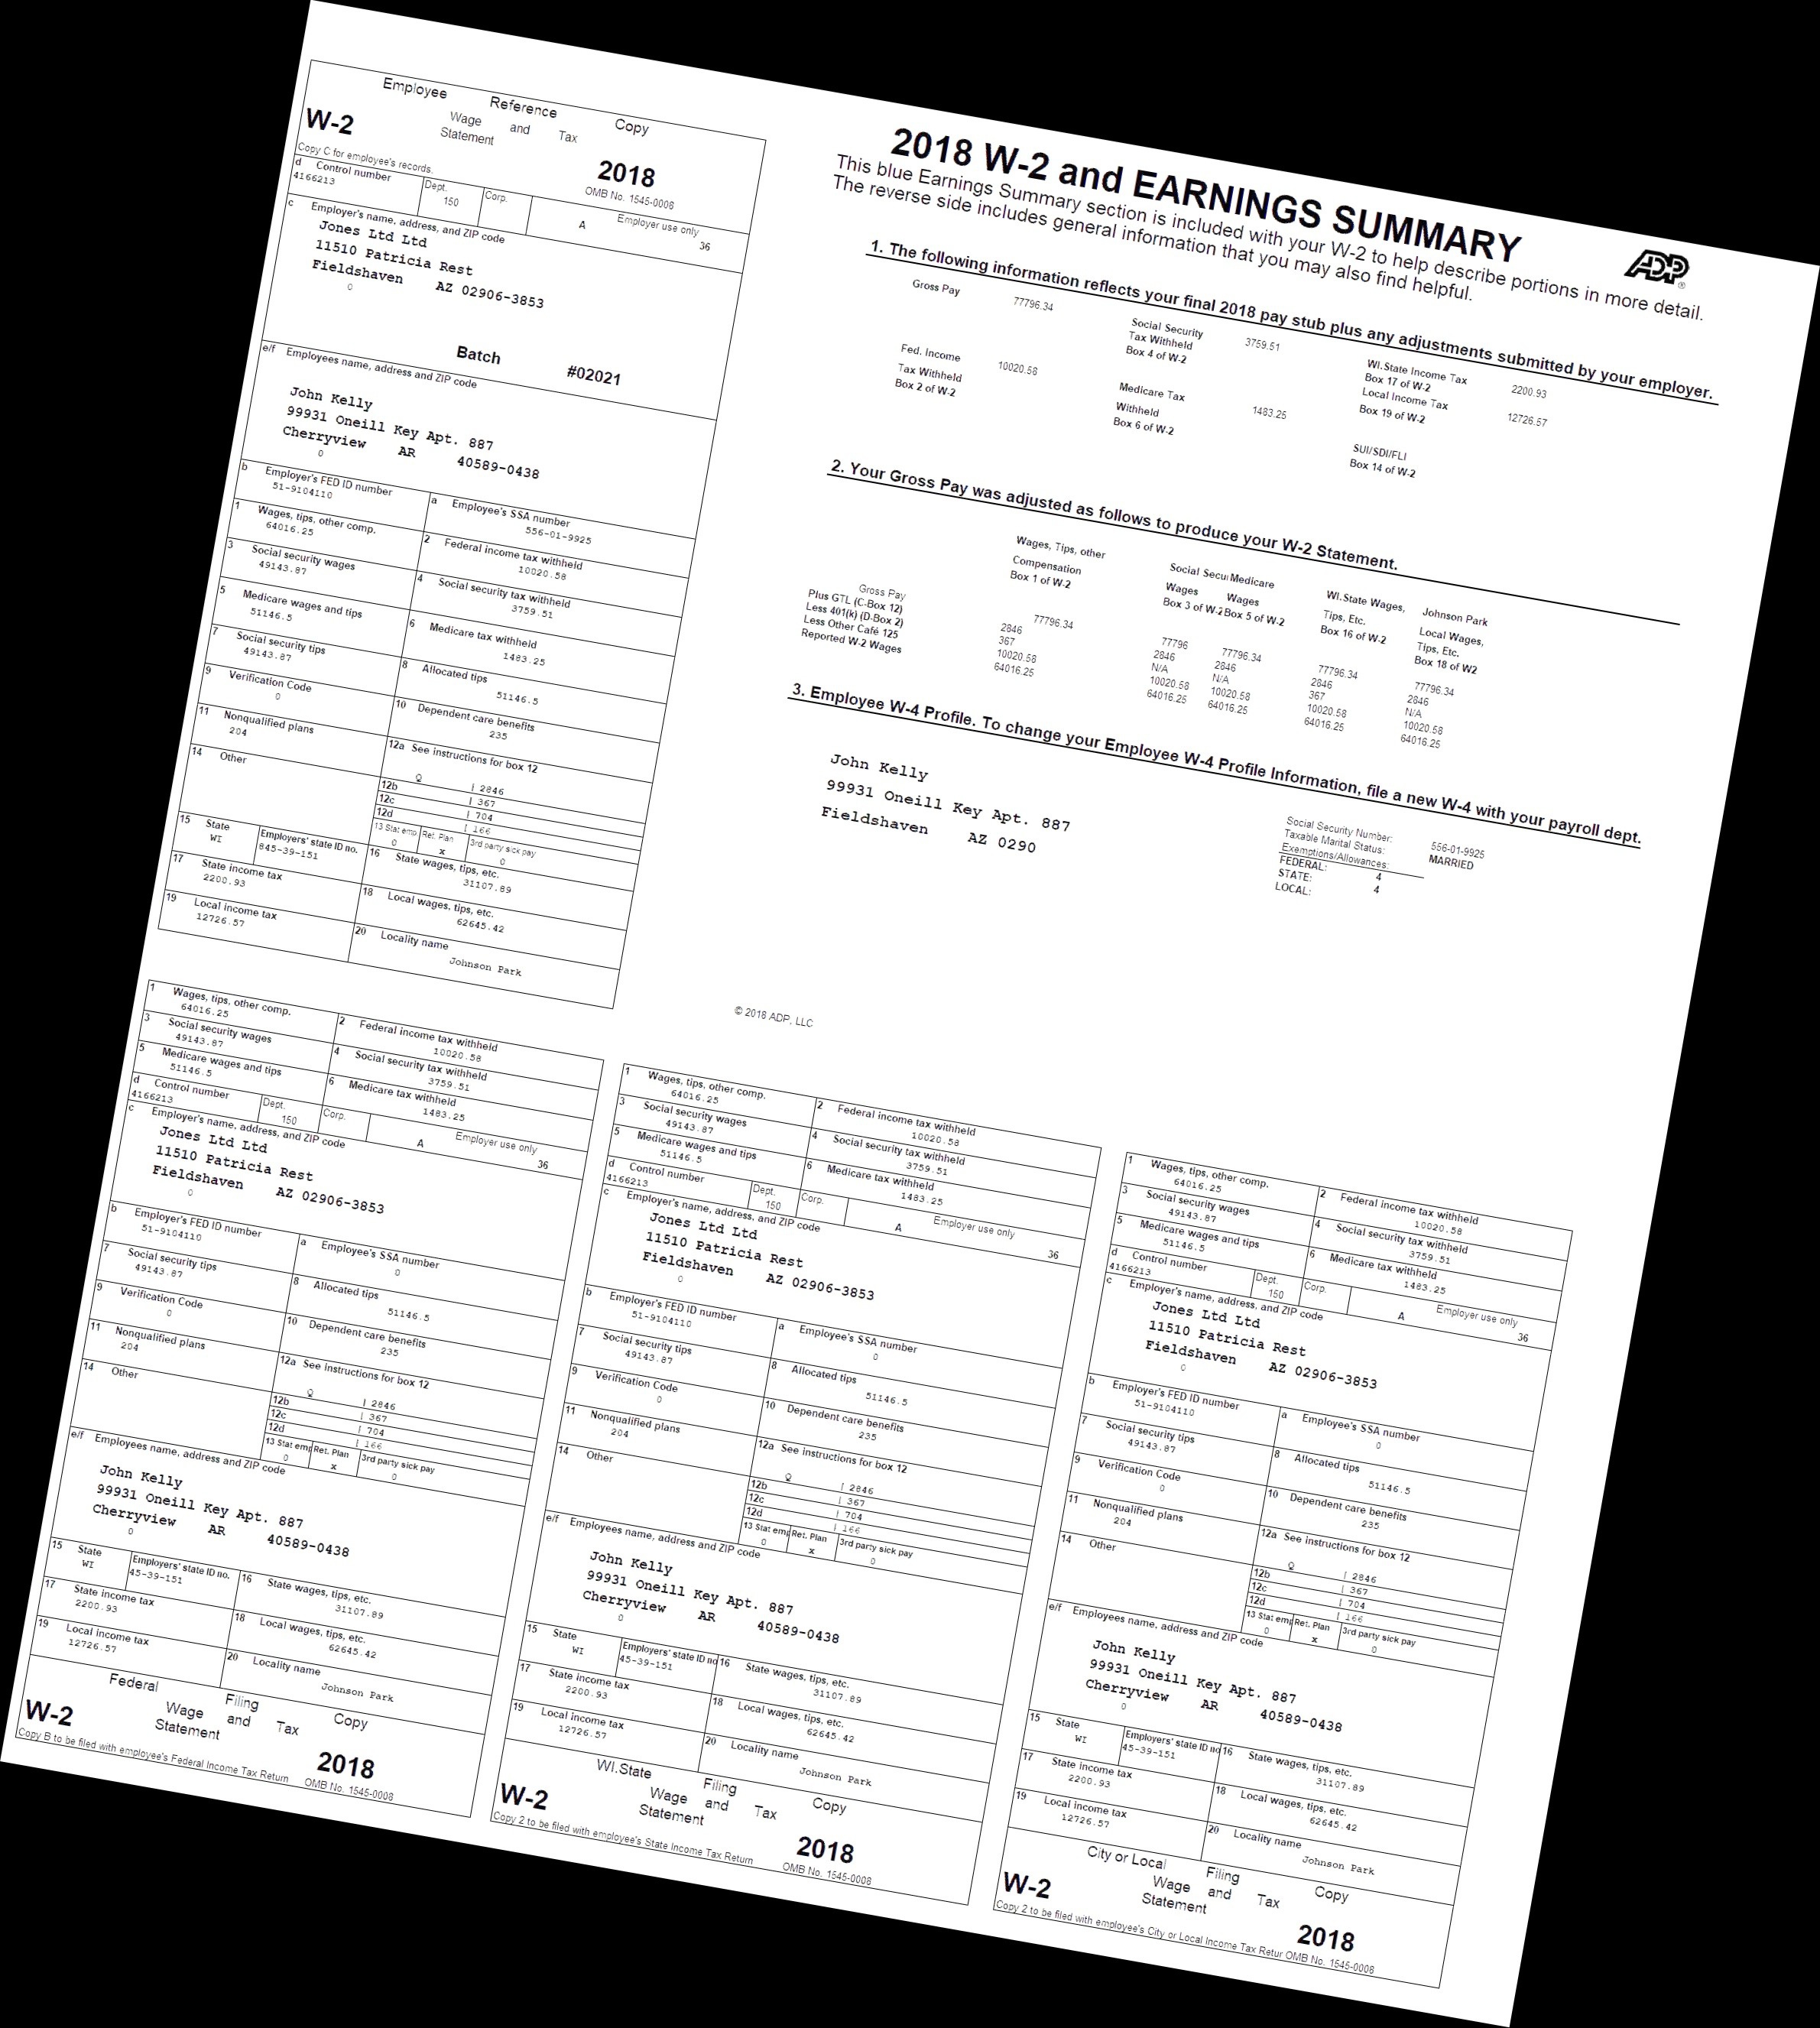 Employee Reference Copy
W-2 Wage and Tax
Statement
2018
Copy C for employee's records.
OMB No. 1545-0008
d Control number Dept. Corp. Employer use only
4166213 150 A 36
c Employer's name, address, and ZIP code
Jones Ltd Ltd
11510 Patricia Rest
Fieldshaven AZ 02906-3853
0
Batch #02021
e/f Employees name, address and ZIP code
John Kelly
99931 Oneill Key Apt. 887
Cherryview AR 40589-0438
0
b Employer's FED ID number a Employee's SSA number
51-9104110 556-01-9925
1 Wages, tips, other comp. 2 Federal income tax withheld
64016.25 10020.58
3 Social security wages 4 Social security tax withheld
49143.87 3759.51
5 Medicare wages and tips 6 Medicare tax withheld
51146.5 1483.25
7 Social security tips 8 Allocated tips
49143.87 51146.5
9 Verification Code 10 Dependent care benefits
0 235
11 Nonqualified plans 12a See instructions for box 12
204 Q | 2846
14 Other 12b | 367
12c | 704
12d | 166
13 Stat emp Ret. Plan 3rd party sick pay
0 x 0
15 State Employers' state ID no. 16 State wages, tips, etc.
WI 845-39-151 31107.89
17 State income tax 18 Local wages, tips, etc.
2200.93 62645.42
19 Local income tax 20 Locality name
12726.57 Johnson Park
2018 W-2 and EARNINGS SUMMARY
This blue Earnings Summary section is included with your W-2 to help describe portions in more detail.
The reverse side includes general information that you may also find helpful.
ADP®
1. The following information reflects your final 2018 pay stub plus any adjustments submitted by your employer.
Gross Pay 77796.34 Social Security 3759.51 WI.State Income Tax 2200.93
Tax Withheld Box 17 of W-2
Box 4 of W-2 Local Income Tax 12726.57
Fed. Income 10020.58 Medicare Tax 1483.25 Box 19 of W-2
Tax Withheld Withheld SUI/SDI/FLI
Box 2 of W-2 Box 6 of W-2 Box 14 of W-2
2. Your Gross Pay was adjusted as follows to produce your W-2 Statement.
Wages, Tips, other Social Secu Medicare WI.State Wages, Johnson Park
Compensation Wages Wages Tips, Etc. Local Wages,
Box 1 of W-2 Box 3 of W-2 Box 5 of W-2 Box 16 of W-2 Tips, Etc.
Box 18 of W2
Gross Pay 77796.34 77796 77796.34 77796.34 77796.34
Plus GTL (C-Box 12) 2846 2846 2846 2846 2846
Less 401(k) (D-Box 2) 367 N/A N/A 367 N/A
Less Other Café 125 10020.58 10020.58 10020.58 10020.58 10020.58
Reported W-2 Wages 64016.25 64016.25 64016.25 64016.25 64016.25
3. Employee W-4 Profile. To change your Employee W-4 Profile Information, file a new W-4 with your payroll dept.
John Kelly
99931 Oneill Key Apt. 887
Fieldshaven AZ 0290
Social Security Number: 556-01-9925
Taxable Marital Status: MARRIED
Exemptions/Allowances:
FEDERAL: 4
STATE: 4
LOCAL:
© 2018 ADP, LLC
1 Wages, tips, other comp. 2 Federal income tax withheld
64016.25 10020.58
3 Social security wages 4 Social security tax withheld
49143.87 3759.51
5 Medicare wages and tips 6 Medicare tax withheld
51146.5 1483.25
d Control number Dept. Corp. Employer use only
4166213 150 A 36
c Employer's name, address, and ZIP code
Jones Ltd Ltd
11510 Patricia Rest
Fieldshaven AZ 02906-3853
0
b Employer's FED ID number a Employee's SSA number
51-9104110 0
7 Social security tips 8 Allocated tips
49143.87 51146.5
9 Verification Code 10 Dependent care benefits
0 235
11 Nonqualified plans 12a See instructions for box 12
204 Q | 2846
14 Other 12b | 367
12c | 704
12d | 166
13 Stat emp Ret. Plan 3rd party sick pay
0 x 0
e/f Employees name, address and ZIP code
John Kelly
99931 Oneill Key Apt. 887
Cherryview AR 40589-0438
0
15 State Employers' state ID no. 16 State wages, tips, etc.
WI 45-39-151 31107.89
17 State income tax 18 Local wages, tips, etc.
2200.93 62645.42
19 Local income tax 20 Locality name
12726.57 Johnson Park
Federal Filing Copy
W-2 Wage and Tax
Statement
2018
Copy B to be filed with employee's Federal Income Tax Return OMB No. 1545-0008
1 Wages, tips, other comp. 2 Federal income tax withheld
64016.25 10020.58
3 Social security wages 4 Social security tax withheld
49143.87 3759.51
5 Medicare wages and tips 6 Medicare tax withheld
51146.5 1483.25
d Control number Dept. Corp. Employer use only
4166213 150 A 36
c Employer's name, address, and ZIP code
Jones Ltd Ltd
11510 Patricia Rest
Fieldshaven AZ 02906-3853
0
b Employer's FED ID number a Employee's SSA number
51-9104110 0
7 Social security tips 8 Allocated tips
49143.87 51146.5
9 Verification Code 10 Dependent care benefits
0 235
11 Nonqualified plans 12a See instructions for box 12
204 Q | 2846
14 Other 12b | 367
12c | 704
12d | 166
13 Stat emp Ret. Plan 3rd party sick pay
0 x 0
e/f Employees name, address and ZIP code
John Kelly
99931 Oneill Key Apt. 887
Cherryview AR 40589-0438
0
15 State Employers' state ID no 16 State wages, tips, etc.
WI 45-39-151 31107.89
17 State income tax 18 Local wages, tips, etc.
2200.93 62645.42
19 Local income tax 20 Locality name
12726.57 Johnson Park
WI.State Filing Copy
W-2 Wage and Tax
Statement
2018
Copy 2 to be filed with employee's State Income Tax Return OMB No. 1545-0008
1 Wages, tips, other comp. 2 Federal income tax withheld
64016.25 10020.58
3 Social security wages 4 Social security tax withheld
49143.87 3759.51
5 Medicare wages and tips 6 Medicare tax withheld
51146.5 1483.25
d Control number Dept. Corp. Employer use only
4166213 150 A 36
c Employer's name, address, and ZIP code
Jones Ltd Ltd
11510 Patricia Rest
Fieldshaven AZ 02906-3853
0
b Employer's FED ID number a Employee's SSA number
51-9104110 0
7 Social security tips 8 Allocated tips
49143.87 51146.5
9 Verification Code 10 Dependent care benefits
0 235
11 Nonqualified plans 12a See instructions for box 12
204 Q | 2846
14 Other 12b | 367
12c | 704
12d | 166
13 Stat emp Ret. Plan 3rd party sick pay
0 x 0
e/f Employees name, address and ZIP code
John Kelly
99931 Oneill Key Apt. 887
Cherryview AR 40589-0438
0
15 State Employers' state ID no 16 State wages, tips, etc.
WI 45-39-151 31107.89
17 State income tax 18 Local wages, tips, etc.
2200.93 62645.42
19 Local income tax 20 Locality name
12726.57 Johnson Park
City or Local Filing Copy
W-2 Wage and Tax
Statement
2018
Copy 2 to be filed with employee's City or Local Income Tax Retur OMB No. 1545-0008